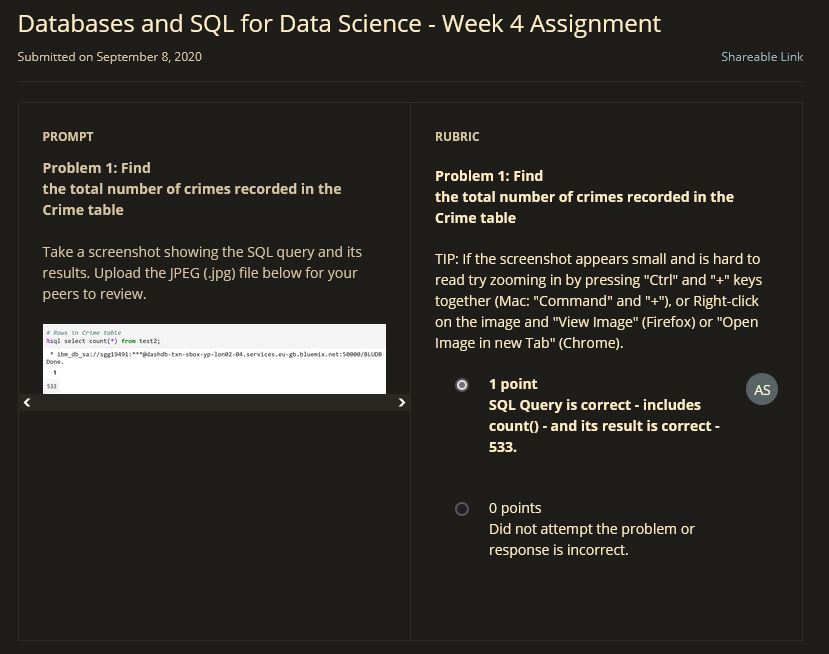 Databases and SQL for Data Science - Week 4 Assignment
Submitted on September 8, 2020
Shareable Link
PROMPT
Problem 1: Find
the total number of crimes recorded in the
Crime table
Take a screenshot showing the SQL query and its
results. Upload the JPEG (.jpg) file below for your
peers to review.
# Rows in Crime table
%sql select count(*) from test2;
* ibm_db_sa://sgg19491:***@dashdb-txn-sbox-yp-lon02-04.services.eu-gb.bluemix.net:50000/BLUDB
Done.
1
533
RUBRIC
Problem 1: Find
the total number of crimes recorded in the
Crime table
TIP: If the screenshot appears small and is hard to
read try zooming in by pressing "Ctrl" and "+" keys
together (Mac: "Command" and "+"), or Right-click
on the image and "View Image" (Firefox) or "Open
Image in new Tab" (Chrome).
1 point
AS
SQL Query is correct - includes
count() - and its result is correct -
533.
0 points
Did not attempt the problem or
response is incorrect.